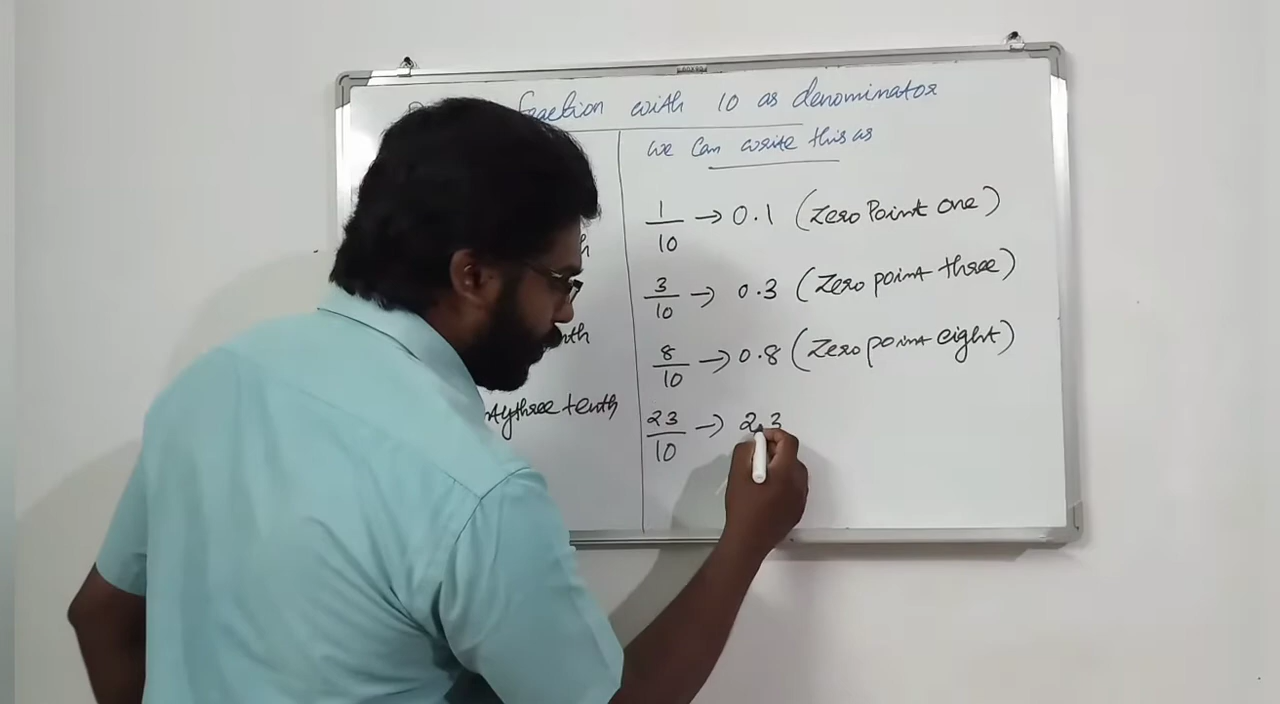 fraction with 10 as denominator
we can write this as
1/10 → 0.1 (Zero Point one)
3/10 → 0.3 (Zero point three)
8/10 → 0.8 (Zero point eight)
three tenth
23/10 → 2.3